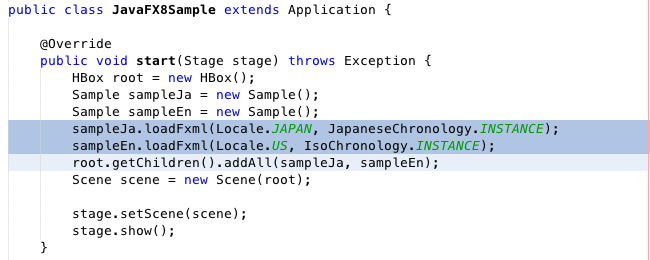 public class JavaFX8Sample extends Application {
@Override
public void start(Stage stage) throws Exception {
HBox root = new HBox();
Sample sampleJa = new Sample();
Sample sampleEn = new Sample();
sampleJa.loadFxml(Locale.JAPAN, JapaneseChronology.INSTANCE);
sampleEn.loadFxml(Locale.US, IsoChronology.INSTANCE);
root.getChildren().addAll(sampleJa, sampleEn);
Scene scene = new Scene(root);
stage.setScene(scene);
stage.show();
}